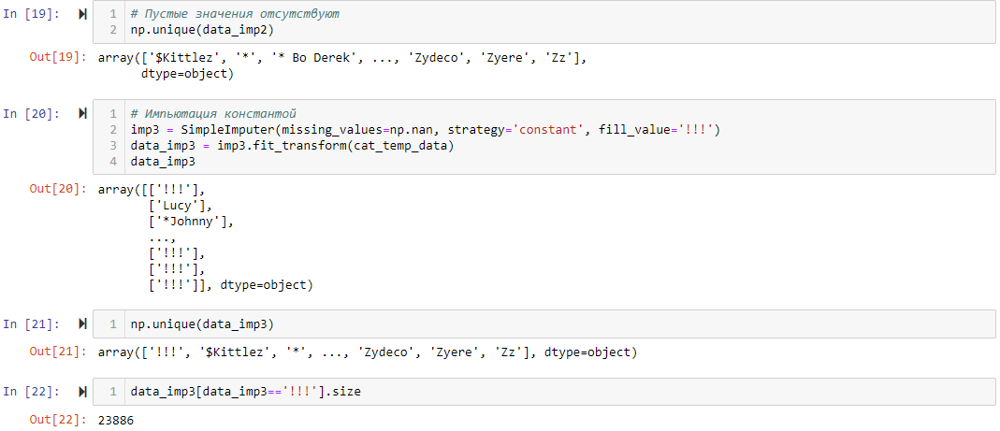 In [19]:
1 # Пустые значения отсутствуют
2 np.unique(data_imp2)
Out[19]: array(['$Kittlez', '*', '* Bo Derek', ..., 'Zydeco', 'Zyere', 'Zz'],
dtype=object)
In [20]:
1 # Импьютация константой
2 imp3 = SimpleImputer(missing_values=np.nan, strategy='constant', fill_value='!!!')
3 data_imp3 = imp3.fit_transform(cat_temp_data)
4 data_imp3
Out[20]: array([['!!!'],
['Lucy'],
['*Johnny'],
...,
['!!!'],
['!!!'],
['!!!']], dtype=object)
In [21]:
1 np.unique(data_imp3)
Out[21]: array(['!!!', '$Kittlez', '*', ..., 'Zydeco', 'Zyere', 'Zz'], dtype=object)
In [22]:
1 data_imp3[data_imp3=='!!!'].size
Out[22]: 23886